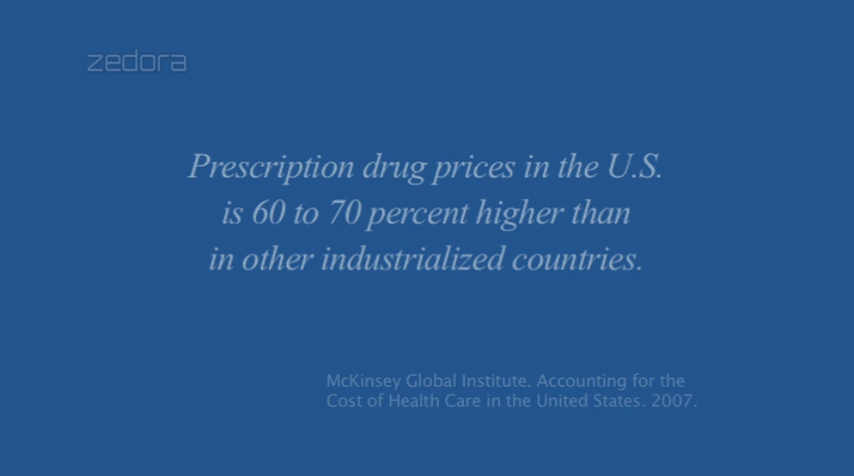 zedora
Prescription drug prices in the U.S.
is 60 to 70 percent higher than
in other industrialized countries.
McKinsey Global Institute. Accounting for the
Cost of Health Care in the United States. 2007.